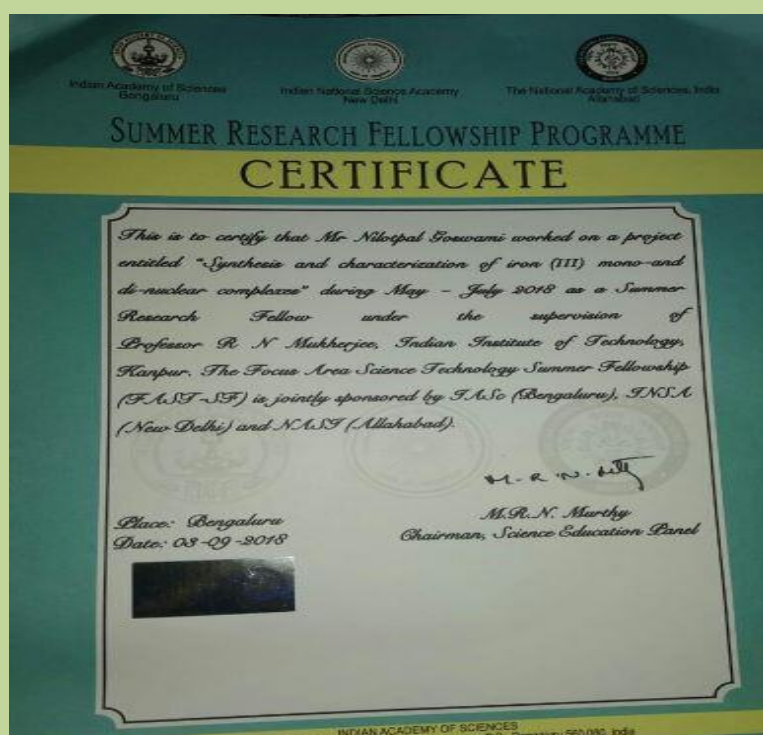 Indian Academy of Sciences
Bengaluru
Indian National Science Academy
New Delhi
The National Academy of Sciences, India
Allahabad
SUMMER RESEARCH FELLOWSHIP PROGRAMME
CERTIFICATE
This is to certify that Mr Nilotpal Goswami worked on a project
entitled "Synthesis and characterization of iron (III) mono-and
di-nuclear complexes" during May – July 2018 as a Summer
Research Fellow under the supervision of
Professor R N Mukherjee, Indian Institute of Technology,
Kanpur. The Focus Area Science Technology Summer Fellowship
(FAST-SF) is jointly sponsored by IASc (Bengaluru), INSA
(New Delhi) and NASI (Allahabad).
M.R.N. Murthy
Chairman, Science Education Panel
Place: Bengaluru
Date: 03-09-2018
INDIAN ACADEMY OF SCIENCES
560 080, India